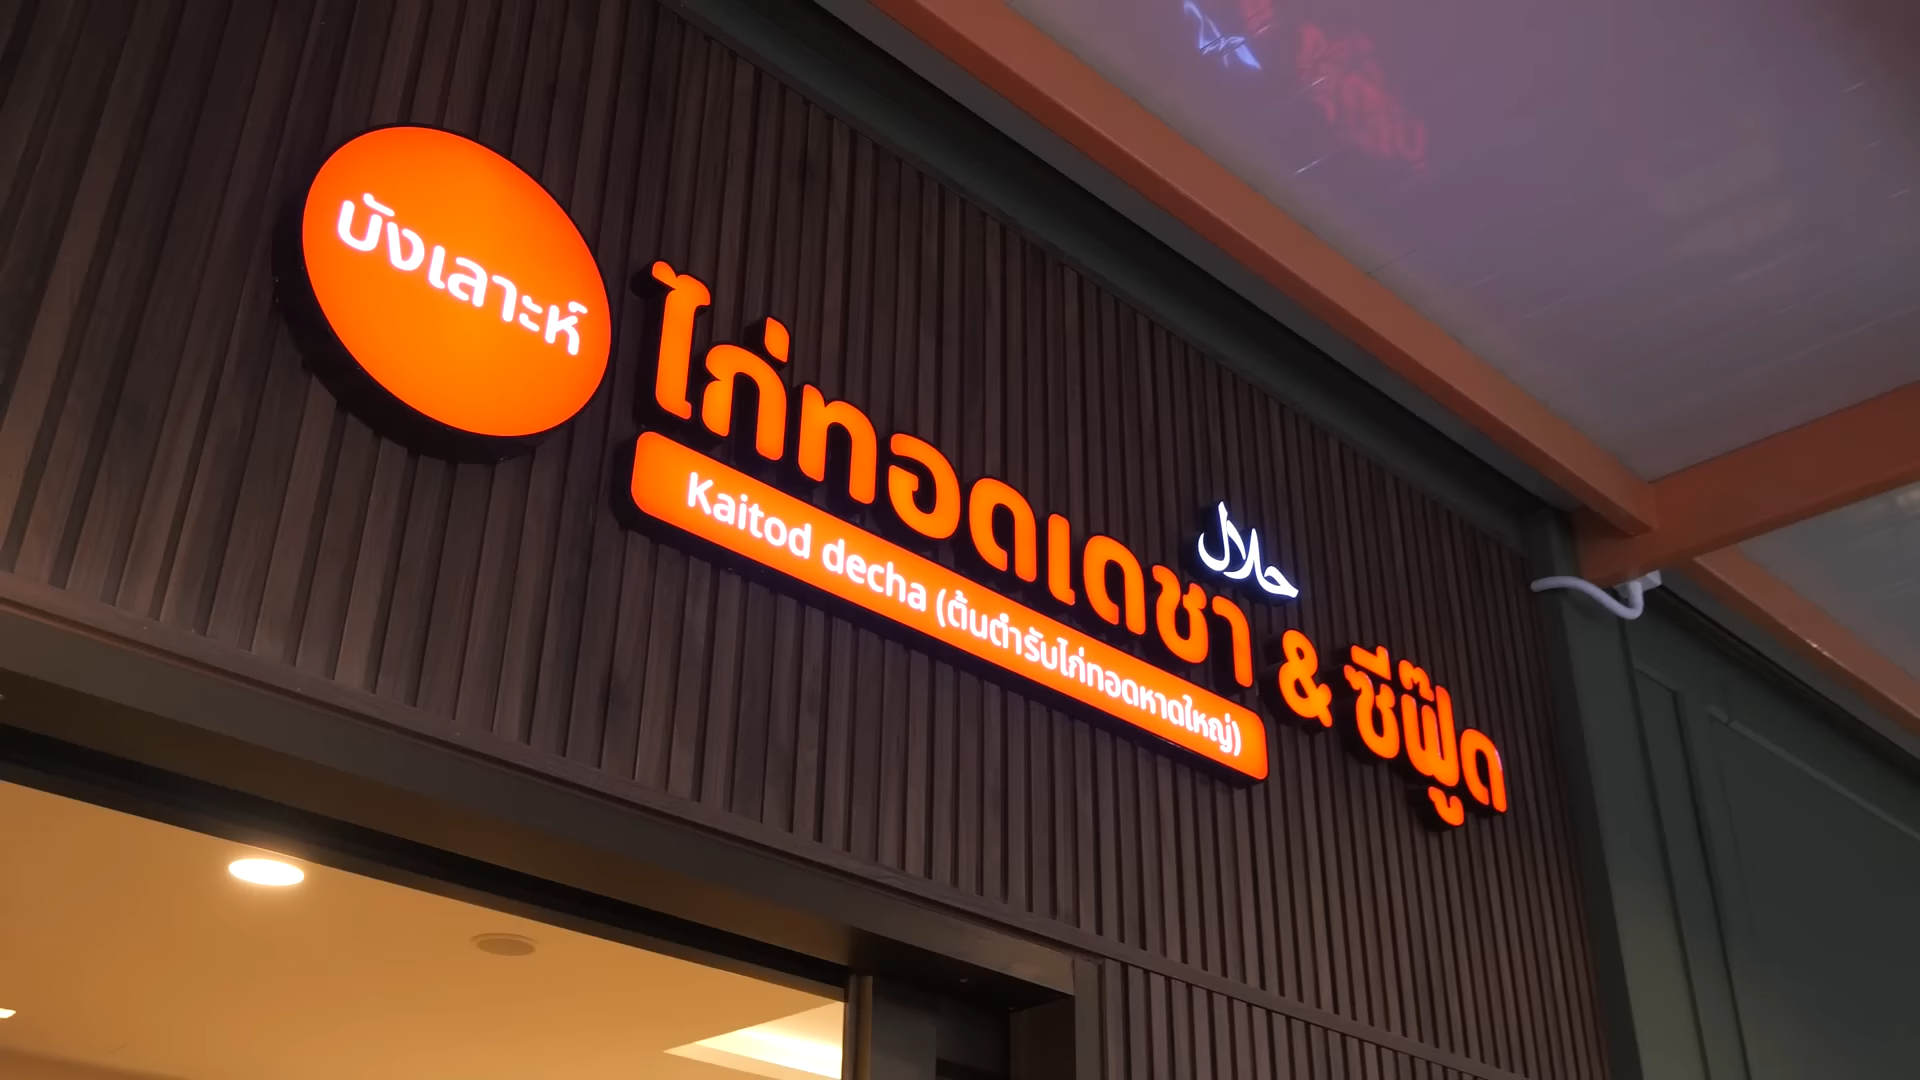 บังเลาะห์
ไก่ทอดเดชา & ซีฟู๊ด
حلال
Kaitod decha (ต้นตำรับไก่ทอดหาดใหญ่)